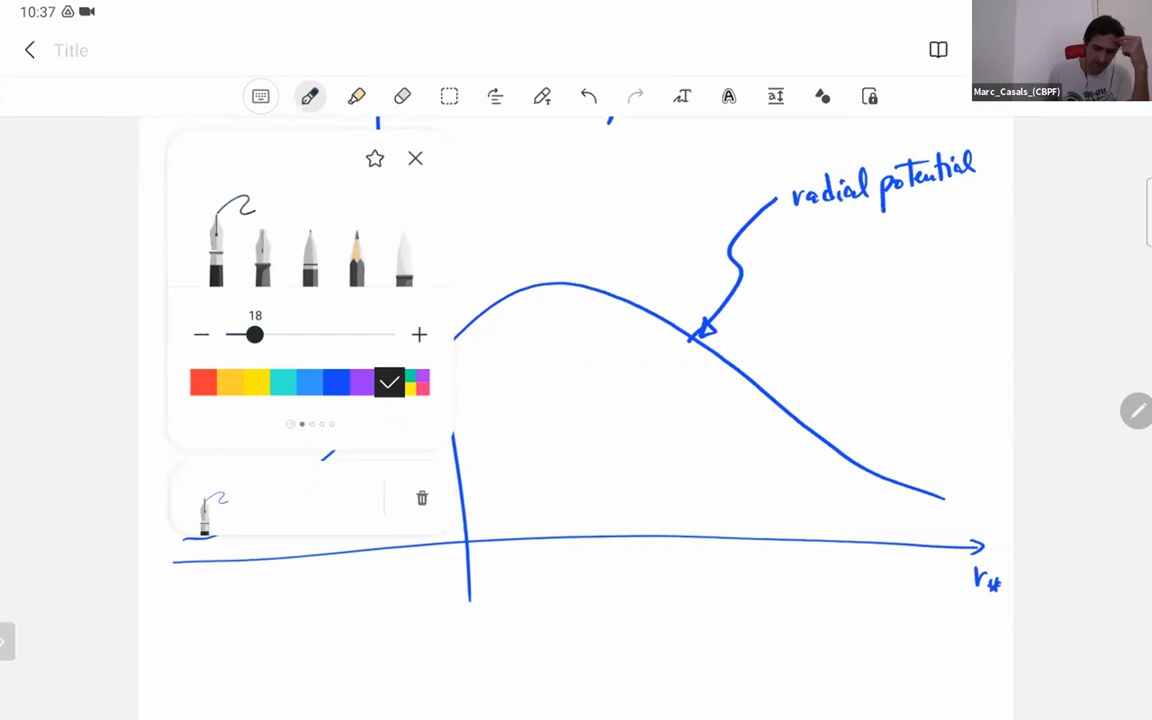 10:37
Title
Marc_Casals_(CBPF)
radial potential
18
r*